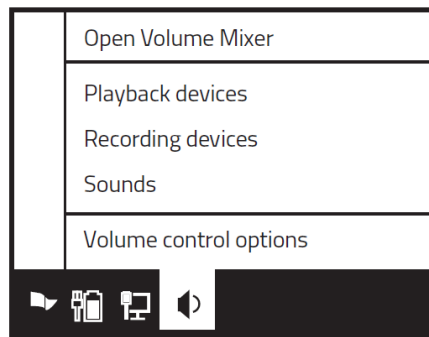 Open Volume Mixer
Playback devices
Recording devices
Sounds
Volume control options